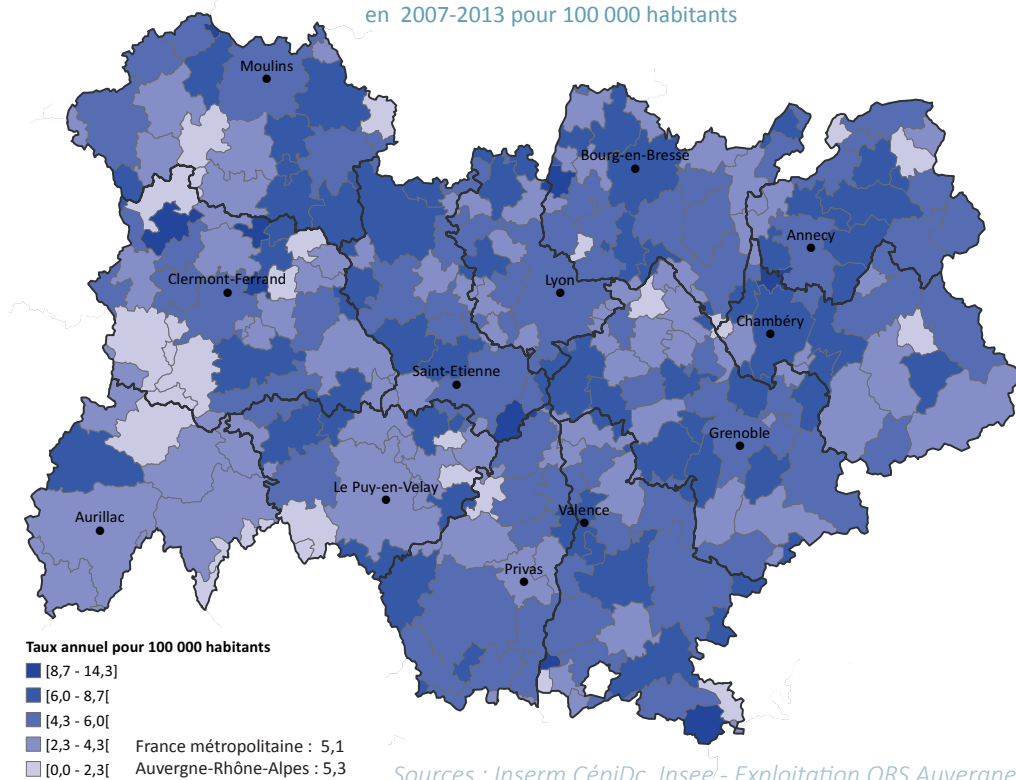 en 2007-2013 pour 100 000 habitants
Moulins
Bourg-en-Bresse
Annecy
Clermont-Ferrand
Lyon
Chambéry
Saint-Etienne
Grenoble
Le Puy-en-Velay
Aurillac
Valence
Privas
Taux annuel pour 100 000 habitants
[8,7 - 14,3]
[6,0 - 8,7[
[4,3 - 6,0[
[2,3 - 4,3[ France métropolitaine : 5,1
[0,0 - 2,3[ Auvergne-Rhône-Alpes : 5,3
Sources : Inserm CépiDc, Insee - Exploitation ORS Auvergne